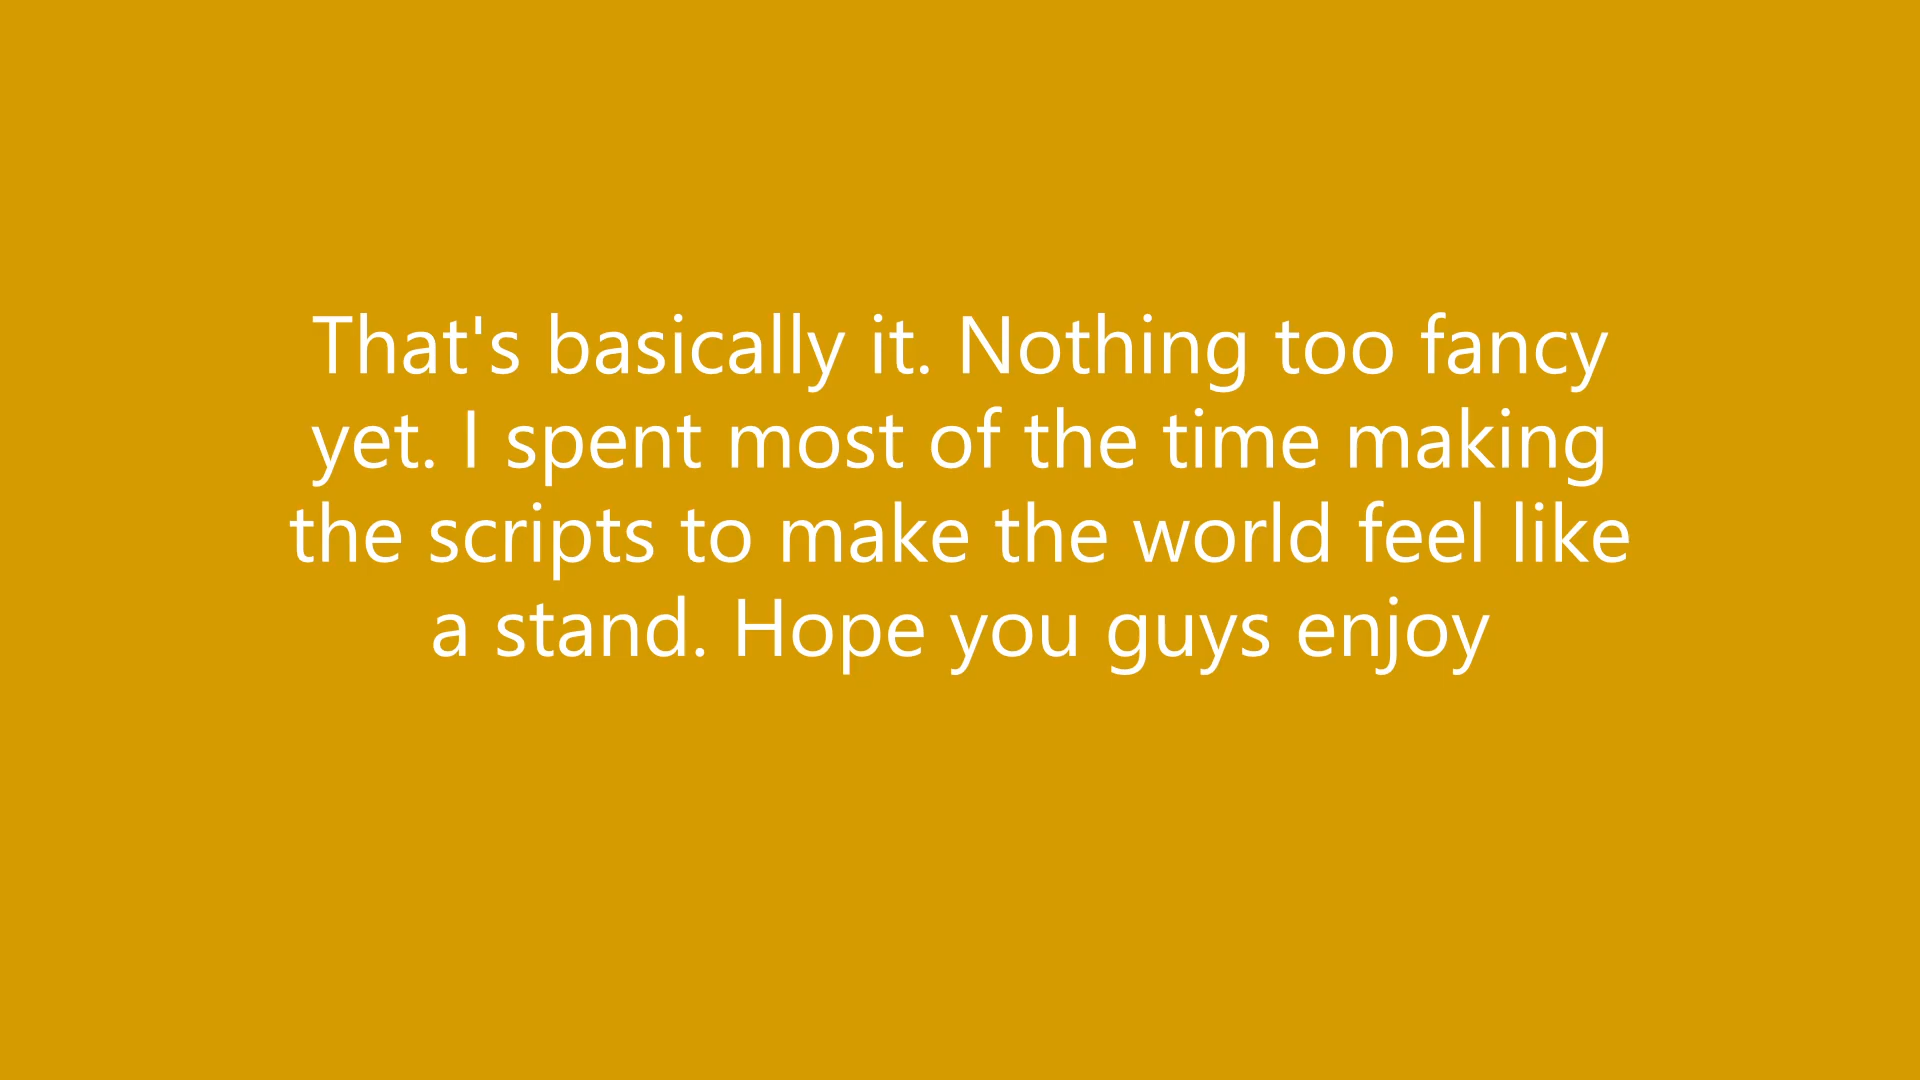 That's basically it. Nothing too fancy
yet. I spent most of the time making
the scripts to make the world feel like
a stand. Hope you guys enjoy